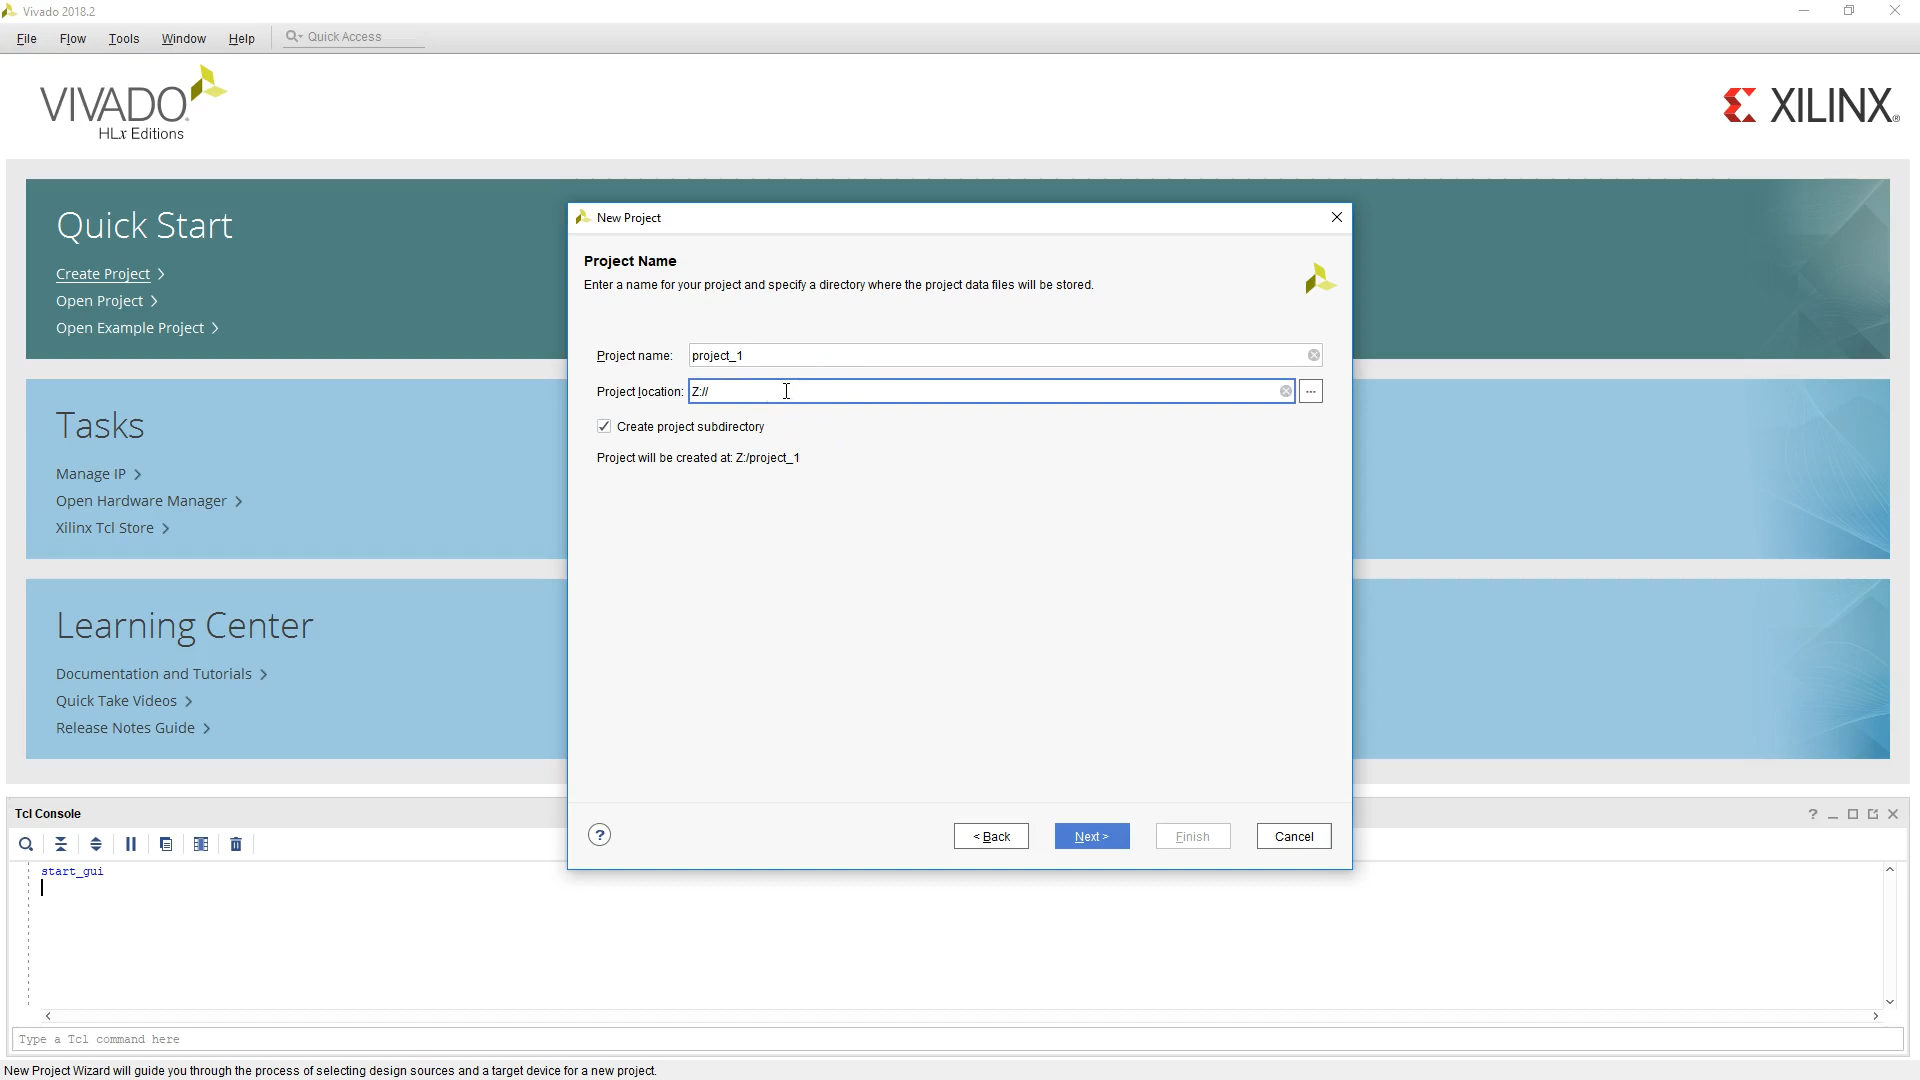 Vivado 2018.2
File Flow Tools Window Help Quick Access
VIVADO
HLx Editions
XILINX
Quick Start
Create Project
Open Project
Open Example Project
Tasks
Manage IP
Open Hardware Manager
Xilinx Tcl Store
Learning Center
Documentation and Tutorials
Quick Take Videos
Release Notes Guide
New Project
Project Name
Enter a name for your project and specify a directory where the project data files will be stored.
Project name: project_1
Project location: Z://
...
Create project subdirectory
Project will be created at: Z:/project_1
?
< Back Next > Finish Cancel
Tcl Console
?
start_gui
Type a Tcl command here
New Project Wizard will guide you through the process of selecting design sources and a target device for a new project.